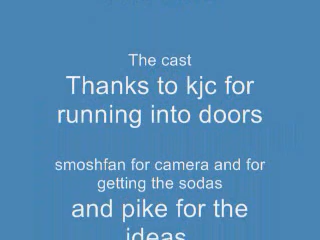 The cast
Thanks to kjc for
running into doors
smoshfan for camera and for
getting the sodas
and pike for the
ideas